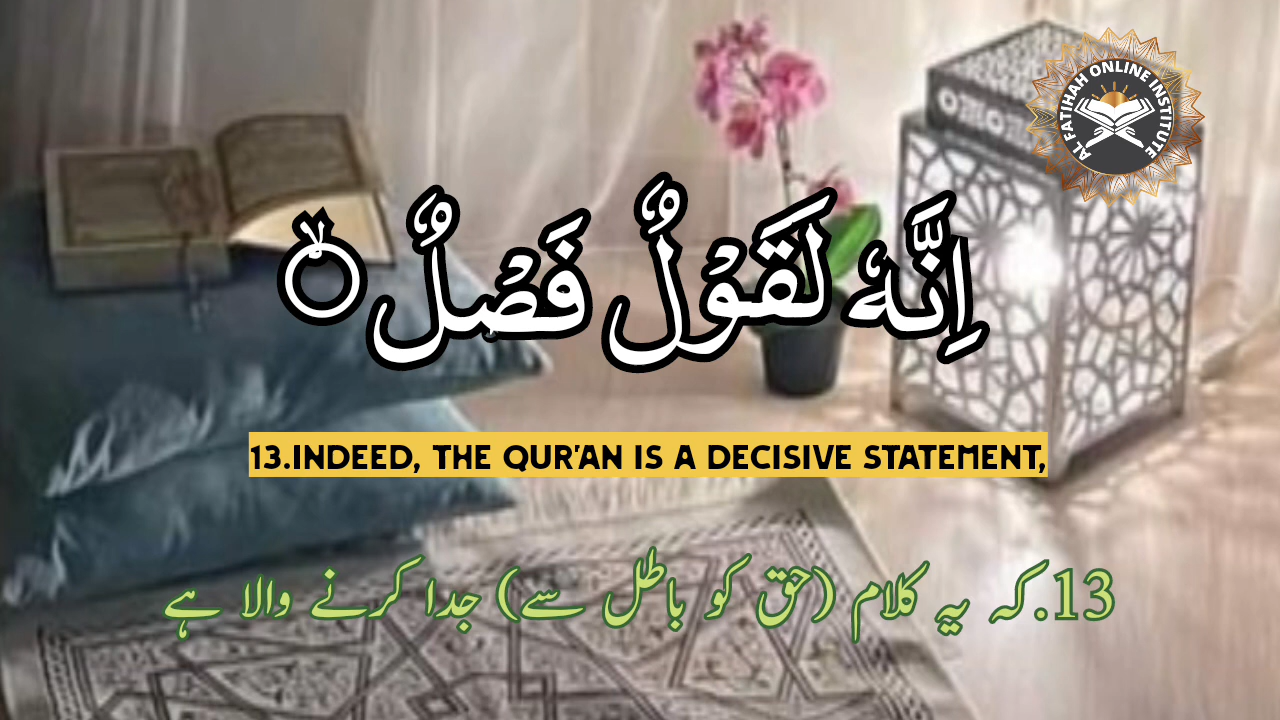 AL FATIHAH ONLINE INSTITUTE
اِنَّهٗ لَقَوۡلٌ فَصۡلٌ ۙ
13.INDEED, THE QUR'AN IS A DECISIVE STATEMENT,
13.کہ یہ کلام (حق کو باطل سے) جدا کرنے والا ہے